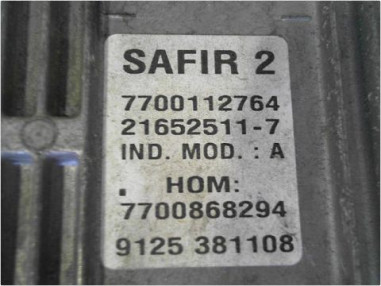 SAFIR 2
7700112764
21652511-7
IND. MOD. : A
. HOM:
7700868294
9125 381108